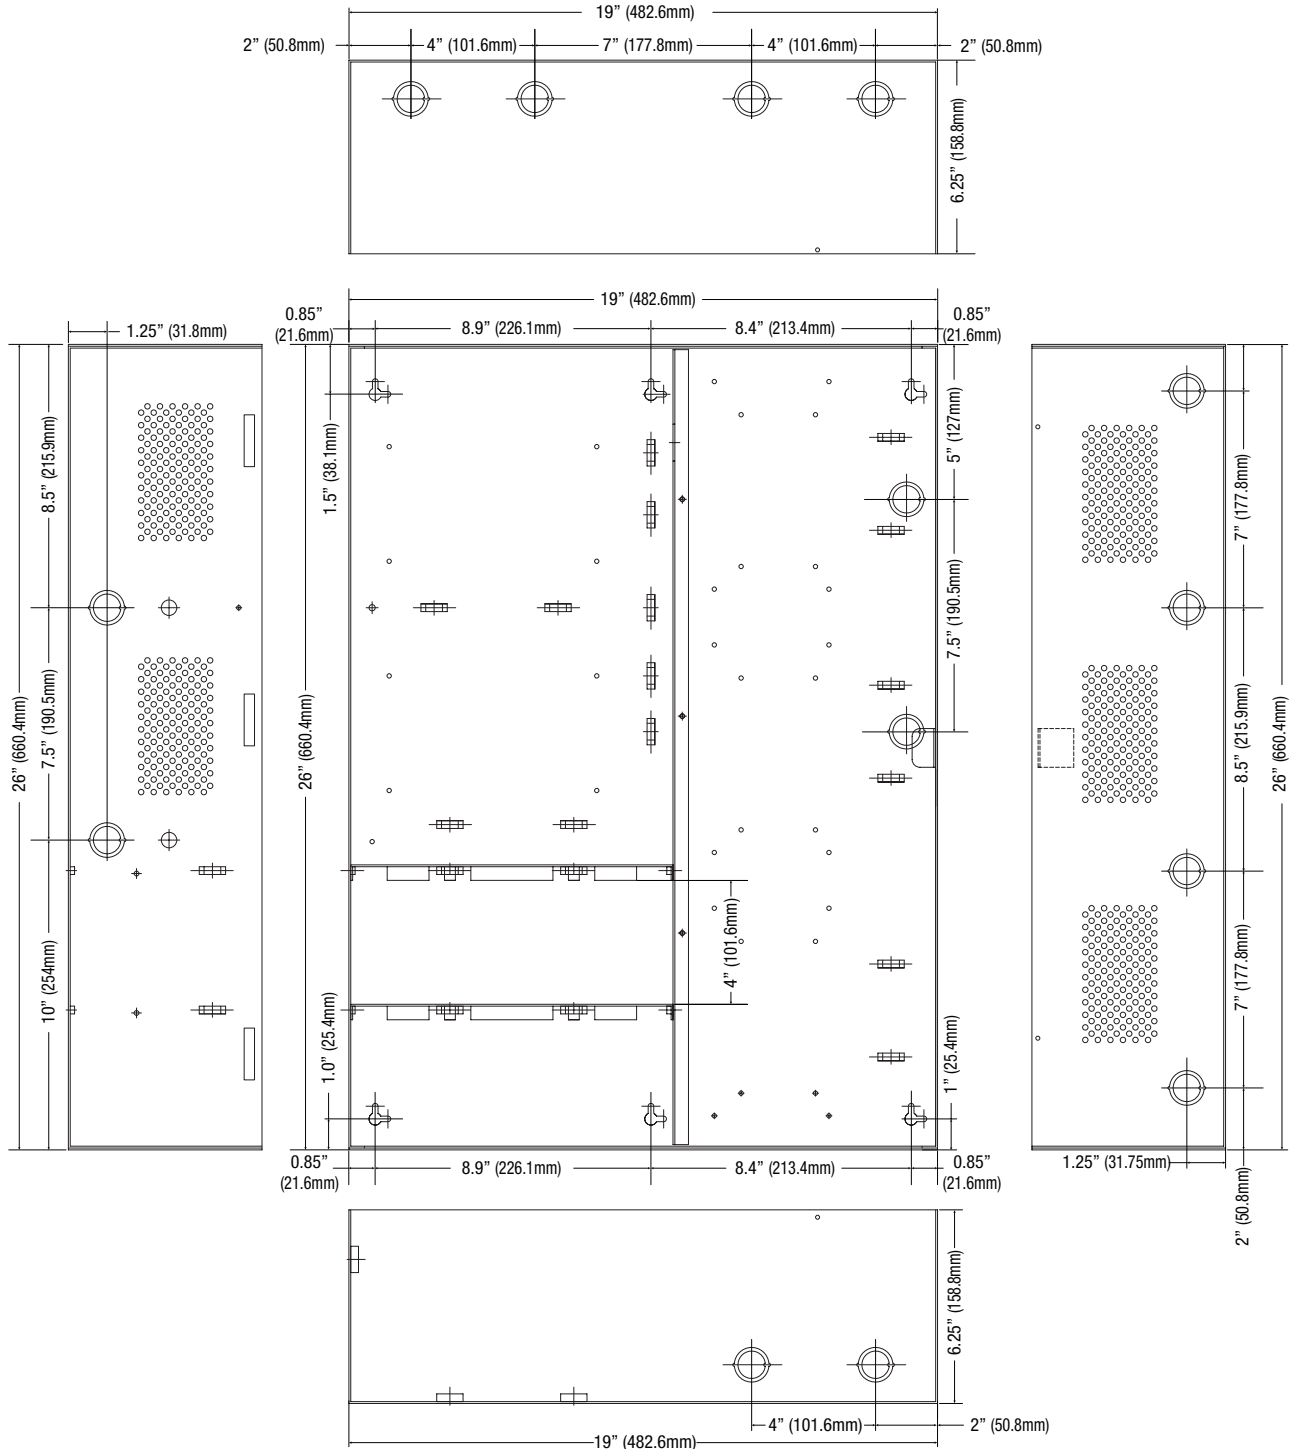 19” (482.6mm)
2” (50.8mm) 4” (101.6mm) 7” (177.8mm) 4” (101.6mm) 2” (50.8mm)
6.25” (158.8mm)
19” (482.6mm)
0.85” (21.6mm) 8.9” (226.1mm) 8.4” (213.4mm) 0.85” (21.6mm)
1.25” (31.8mm)
8.5” (215.9mm)
7.5” (190.5mm)
10” (254mm)
26” (660.4mm)
26” (660.4mm)
1.5” (38.1mm)
1.0” (25.4mm)
5” (127mm)
7.5” (190.5mm)
4” (101.6mm)
1” (25.4mm)
7” (177.8mm)
8.5” (215.9mm)
7” (177.8mm)
26” (660.4mm)
1.25” (31.75mm)
2” (50.8mm)
0.85” (21.6mm) 8.9” (226.1mm) 8.4” (213.4mm) 0.85” (21.6mm)
6.25” (158.8mm)
4” (101.6mm) 2” (50.8mm)
19” (482.6mm)